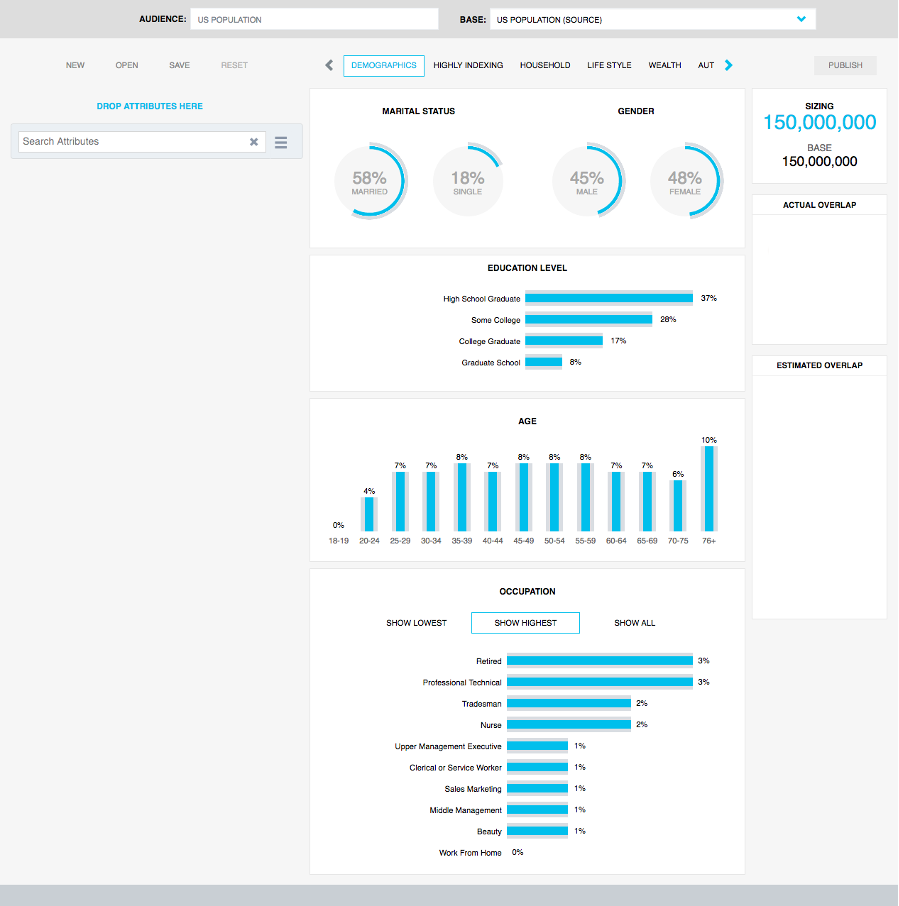 AUDIENCE: US POPULATION BASE: US POPULATION (SOURCE)
NEW OPEN SAVE RESET
DEMOGRAPHICS HIGHLY INDEXING HOUSEHOLD LIFE STYLE WEALTH AUT
PUBLISH
DROP ATTRIBUTES HERE
Search Attributes
MARITAL STATUS
58%
MARRIED
18%
SINGLE
GENDER
45%
MALE
48%
FEMALE
EDUCATION LEVEL
High School Graduate 37%
Some College 28%
College Graduate 17%
Graduate School 8%
AGE
0% 4% 7% 7% 8% 7% 8% 8% 8% 7% 7% 6% 10%
18-19 20-24 25-29 30-34 35-39 40-44 45-49 50-54 55-59 60-64 65-69 70-75 76+
OCCUPATION
SHOW LOWEST SHOW HIGHEST SHOW ALL
Retired 3%
Professional Technical 3%
Tradesman 2%
Nurse 2%
Upper Management Executive 1%
Clerical or Service Worker 1%
Sales Marketing 1%
Middle Management 1%
Beauty 1%
Work From Home 0%
SIZING
150,000,000
BASE
150,000,000
ACTUAL OVERLAP
ESTIMATED OVERLAP